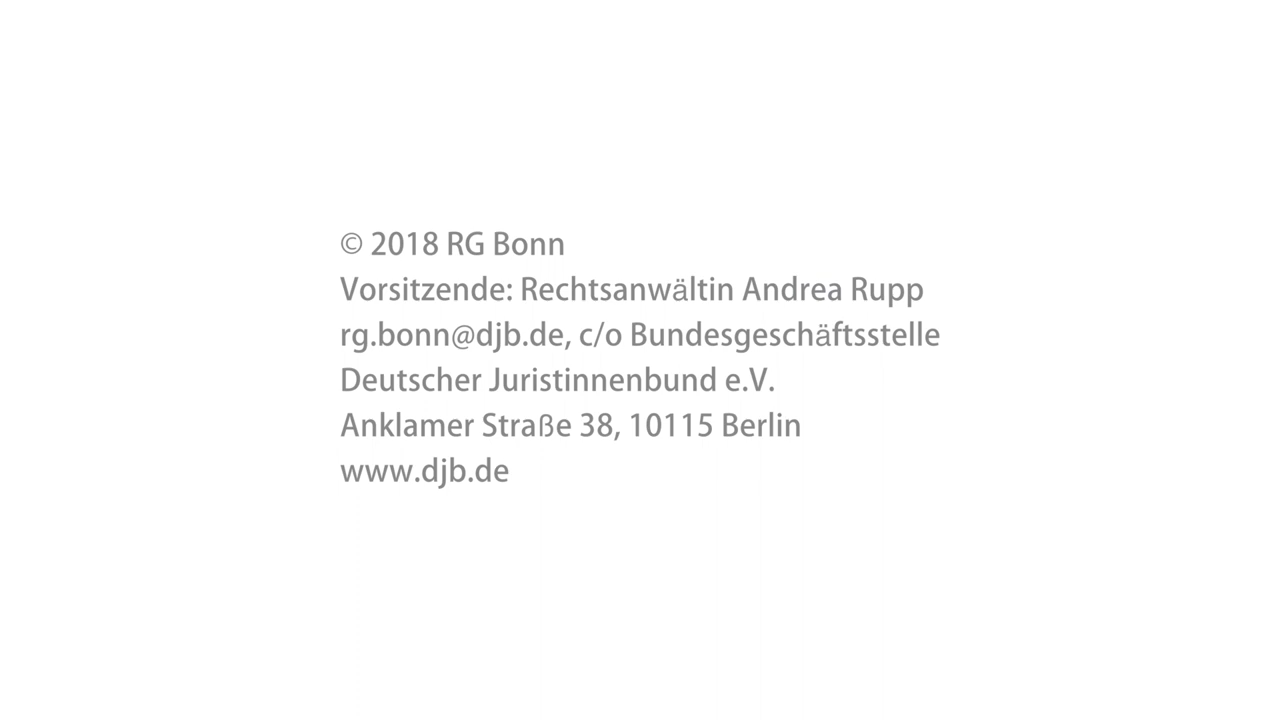 © 2018 RG Bonn
Vorsitzende: Rechtsanwältin Andrea Rupp
rg.bonn@djb.de, c/o Bundesgeschäftsstelle
Deutscher Juristinnenbund e.V.
Anklamer Straße 38, 10115 Berlin
www.djb.de